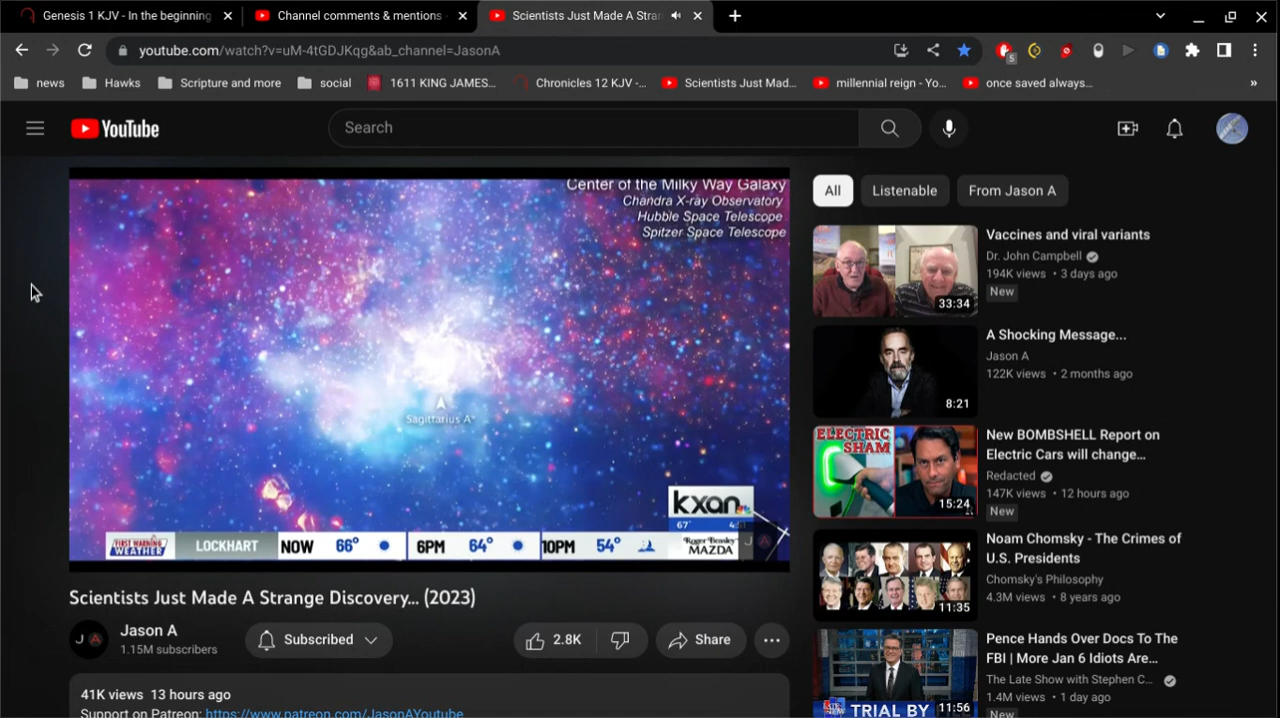 Genesis 1 KJV - In the beginning
Channel comments & mentions -
Scientists Just Made A Stran
youtube.com/watch?v=uM-4tGDJKqg&ab_channel=JasonA
5
news
Hawks
Scripture and more
social
1611 KING JAMES...
Chronicles 12 KJV -...
Scientists Just Mad...
millennial reign - Yo...
once saved always...
»
YouTube
Search
Center of the Milky Way Galaxy
Chandra X-ray Observatory
Hubble Space Telescope
Spitzer Space Telescope
Sagittarius A*
kxan
67°
FIRST WARNING
WEATHER
LOCKHART
NOW 66°
6PM 64°
10PM 54°
Roger Beasley
MAZDA
Scientists Just Made A Strange Discovery... (2023)
J A
Jason A
1.15M subscribers
Subscribed
2.8K
Share
41K views 13 hours ago
Support on Patreon: https://www.patreon.com/JasonAYoutube
All
Listenable
From Jason A
33:34
Vaccines and viral variants
Dr. John Campbell
194K views • 3 days ago
New
8:21
A Shocking Message...
Jason A
122K views • 2 months ago
ELECTRIC
SHAM
15:24
New BOMBSHELL Report on
Electric Cars will change...
Redacted
147K views • 12 hours ago
New
11:35
Noam Chomsky - The Crimes of
U.S. Presidents
Chomsky's Philosophy
4.3M views • 8 years ago
TRIAL BY
11:56
Pence Hands Over Docs To The
FBI | More Jan 6 Idiots Are...
The Late Show with Stephen C...
1.4M views • 1 day ago
New